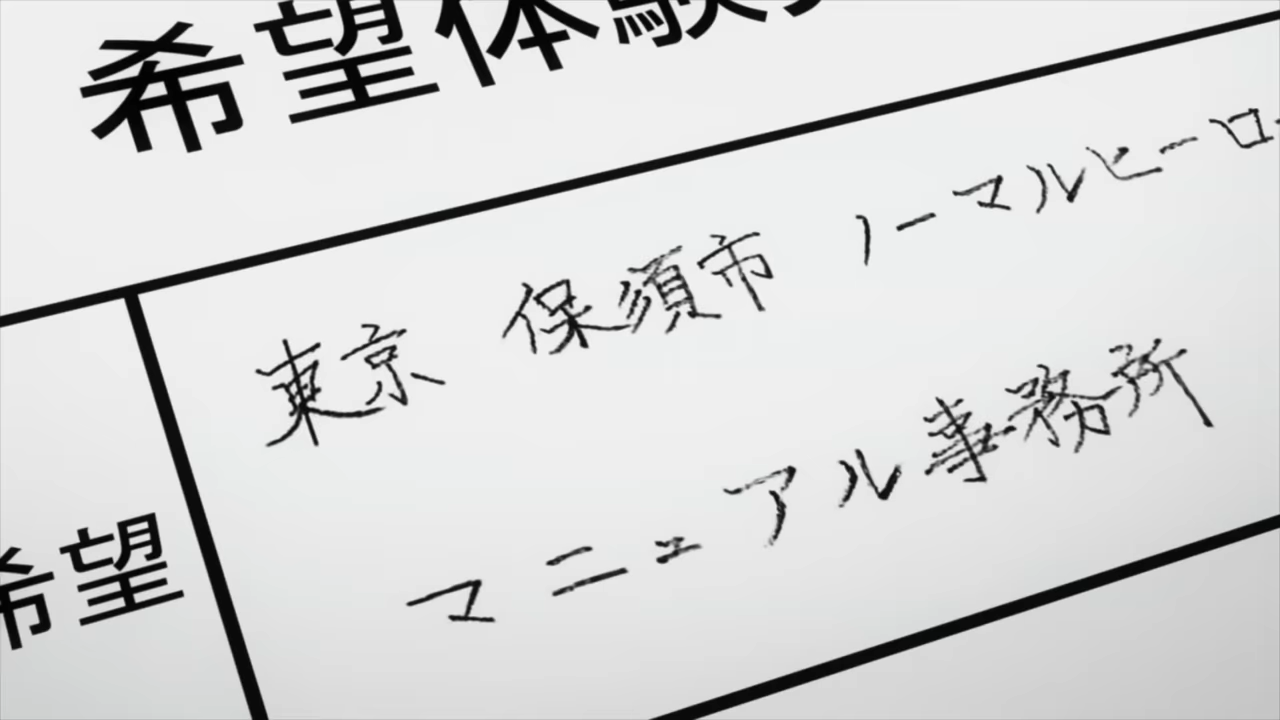 希望体験
東京 保須市 ノーマルヒーロー
マニュアル事務所
希望